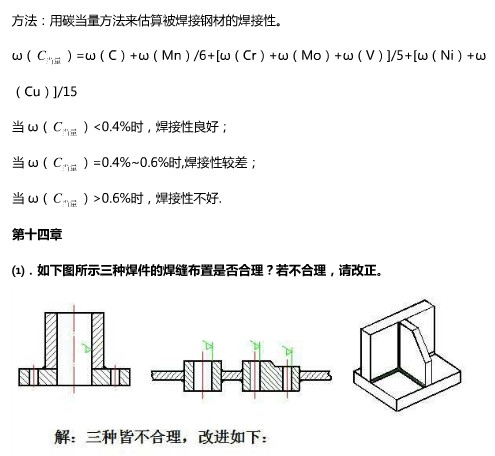 方法：用碳当量方法来估算被焊接钢材的焊接性。
ω（C当量）=ω（C）+ω（Mn）/6+[ω（Cr）+ω（Mo）+ω（V）]/5+[ω（Ni）+ω
（Cu）]/15
当 ω（C当量）<0.4%时，焊接性良好；
当 ω（C当量）=0.4%~0.6%时,焊接性较差；
当 ω（C当量）>0.6%时，焊接性不好.
第十四章
⑴．如下图所示三种焊件的焊缝布置是否合理？若不合理，请改正。
解：三种皆不合理，改进如下：